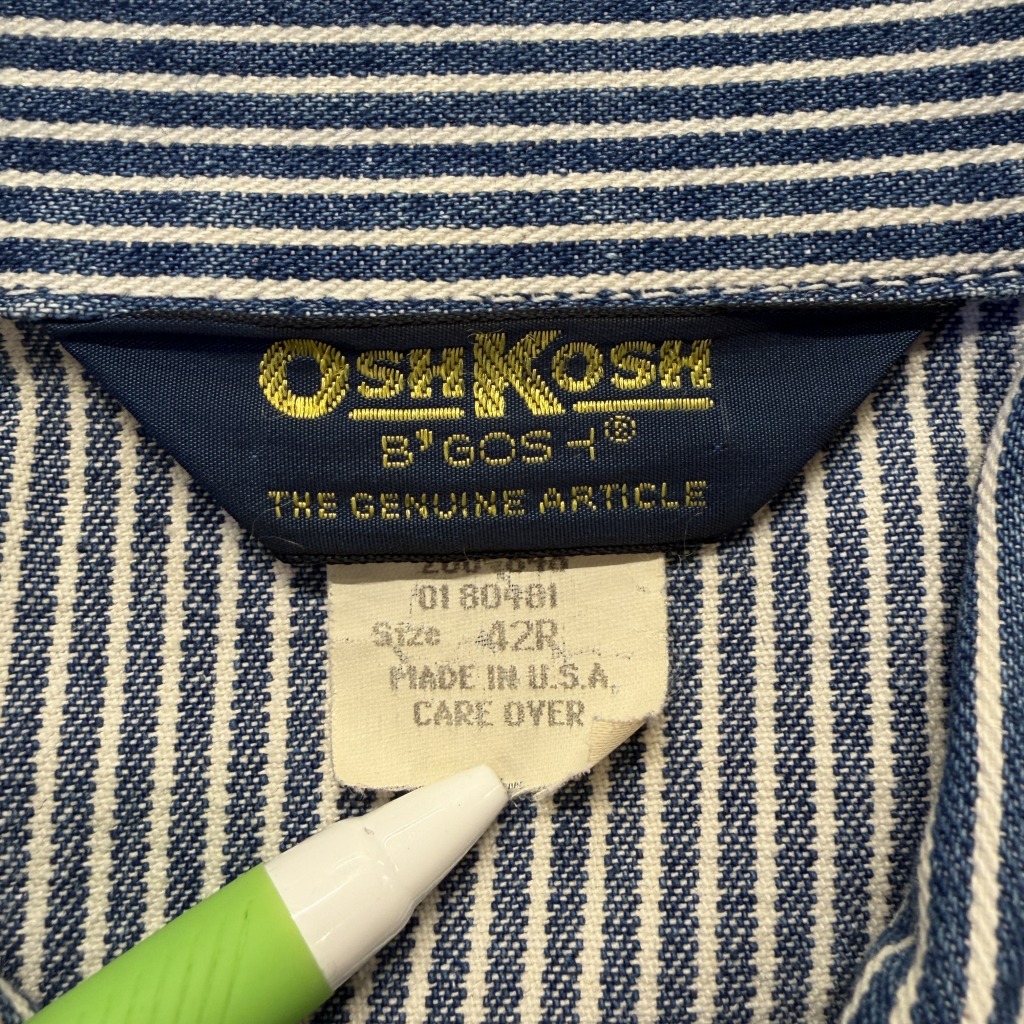 OSHKOSH
B'GOSH®
THE GENUINE ARTICLE
01 80481
Size 42R
MADE IN U.S.A.
CARE OVER